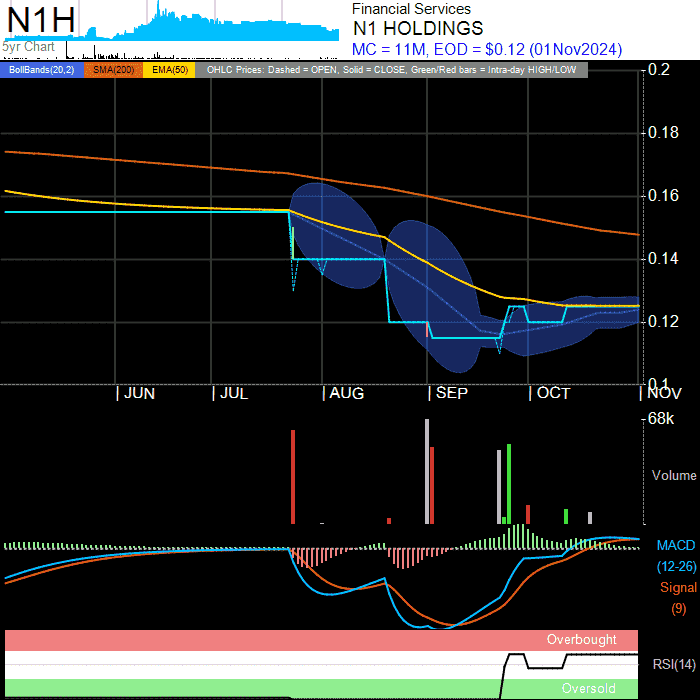 N1H
Financial Services
N1 HOLDINGS
5yr Chart
MC = 11M, EOD = $0.12 (01Nov2024)
BollBands(20,2) SMA(200) EMA(50) OHLC Prices: Dashed = OPEN, Solid = CLOSE, Green/Red bars = Intra-day HIGH/LOW
0.2
0.18
0.16
0.14
0.12
0.1
JUN JUL AUG SEP OCT NOV
68k
Volume
MACD
(12-26)
Signal
(9)
Overbought
RSI(14)
Oversold